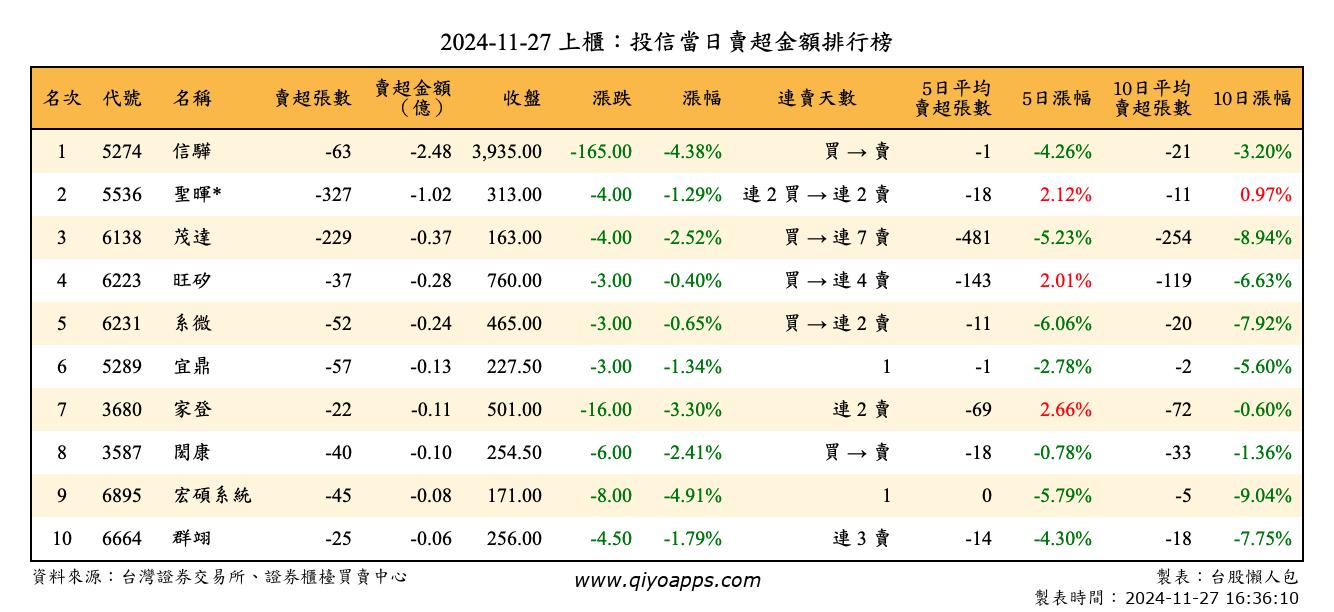 2024-11-27 上櫃：投信當日賣超金額排行榜
名次 代號 名稱 賣超張數 賣超金額（億） 收盤 漲跌 漲幅 連賣天數 5日平均賣超張數 5日漲幅 10日平均賣超張數 10日漲幅
1 5274 信驊 -63 -2.48 3,935.00 -165.00 -4.38% 買 → 賣 -1 -4.26% -21 -3.20%
2 5536 聖暉* -327 -1.02 313.00 -4.00 -1.29% 連 2 買 → 連 2 賣 -18 2.12% -11 0.97%
3 6138 茂達 -229 -0.37 163.00 -4.00 -2.52% 買 → 連 7 賣 -481 -5.23% -254 -8.94%
4 6223 旺矽 -37 -0.28 760.00 -3.00 -0.40% 買 → 連 4 賣 -143 2.01% -119 -6.63%
5 6231 系微 -52 -0.24 465.00 -3.00 -0.65% 買 → 連 2 賣 -11 -6.06% -20 -7.92%
6 5289 宜鼎 -57 -0.13 227.50 -3.00 -1.34% 1 -1 -2.78% -2 -5.60%
7 3680 家登 -22 -0.11 501.00 -16.00 -3.30% 連 2 賣 -69 2.66% -72 -0.60%
8 3587 閎康 -40 -0.10 254.50 -6.00 -2.41% 買 → 賣 -18 -0.78% -33 -1.36%
9 6895 宏碩系統 -45 -0.08 171.00 -8.00 -4.91% 1 0 -5.79% -5 -9.04%
10 6664 群翊 -25 -0.06 256.00 -4.50 -1.79% 連 3 賣 -14 -4.30% -18 -7.75%
資料來源：台灣證券交易所、證券櫃檯買賣中心 www.qiyoapps.com 製表：台股懶人包
製表時間：2024-11-27 16:36:10